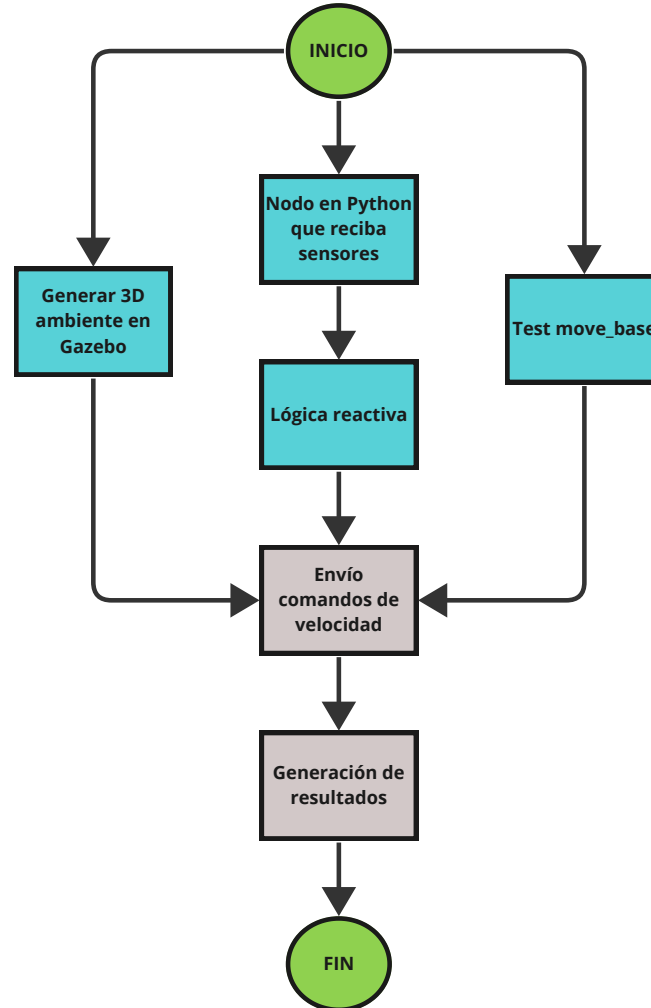 INICIO
Nodo en Python
que reciba
sensores
Generar 3D
ambiente en
Gazebo
Test move_base
Lógica reactiva
Envío
comandos de
velocidad
Generación de
resultados
FIN